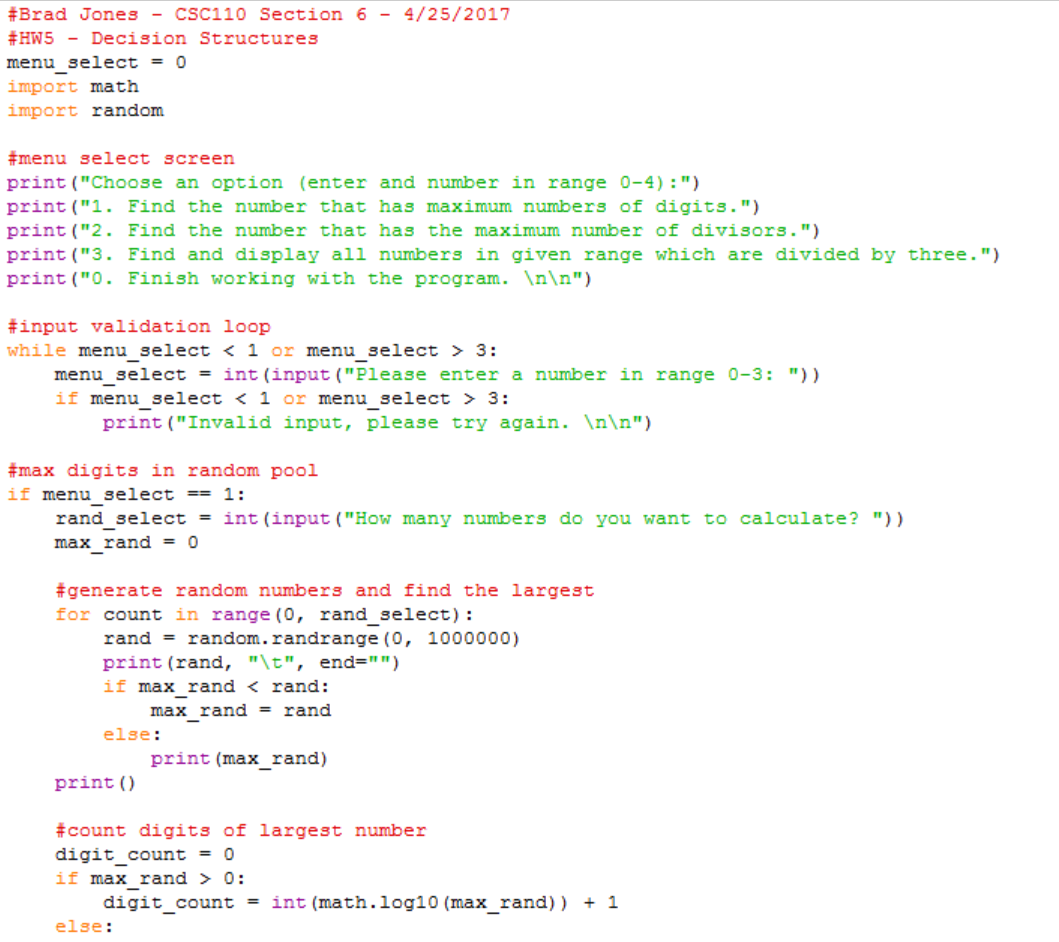 #Brad Jones - CSC110 Section 6 - 4/25/2017
#HW5 - Decision Structures
menu_select = 0
import math
import random

#menu select screen
print("Choose an option (enter and number in range 0-4):")
print("1. Find the number that has maximum numbers of digits.")
print("2. Find the number that has the maximum number of divisors.")
print("3. Find and display all numbers in given range which are divided by three.")
print("0. Finish working with the program. \n\n")

#input validation loop
while menu_select < 1 or menu_select > 3:
    menu_select = int(input("Please enter a number in range 0-3: "))
    if menu_select < 1 or menu_select > 3:
        print("Invalid input, please try again. \n\n")

#max digits in random pool
if menu_select == 1:
    rand_select = int(input("How many numbers do you want to calculate? "))
    max_rand = 0

    #generate random numbers and find the largest
    for count in range(0, rand_select):
        rand = random.randrange(0, 1000000)
        print(rand, "\t", end="")
        if max_rand < rand:
            max_rand = rand
        else:
            print(max_rand)
    print()

    #count digits of largest number
    digit_count = 0
    if max_rand > 0:
        digit_count = int(math.log10(max_rand)) + 1
    else: